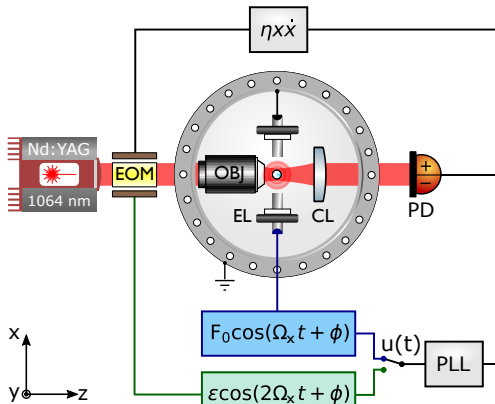 ηxẋ
Nd:YAG
1064 nm
EOM
OBJ
EL
CL
+
−
PD
F₀cos(Ωₓt+ϕ)
u(t)
PLL
εcos(2Ωₓt+ϕ)
x
y
z